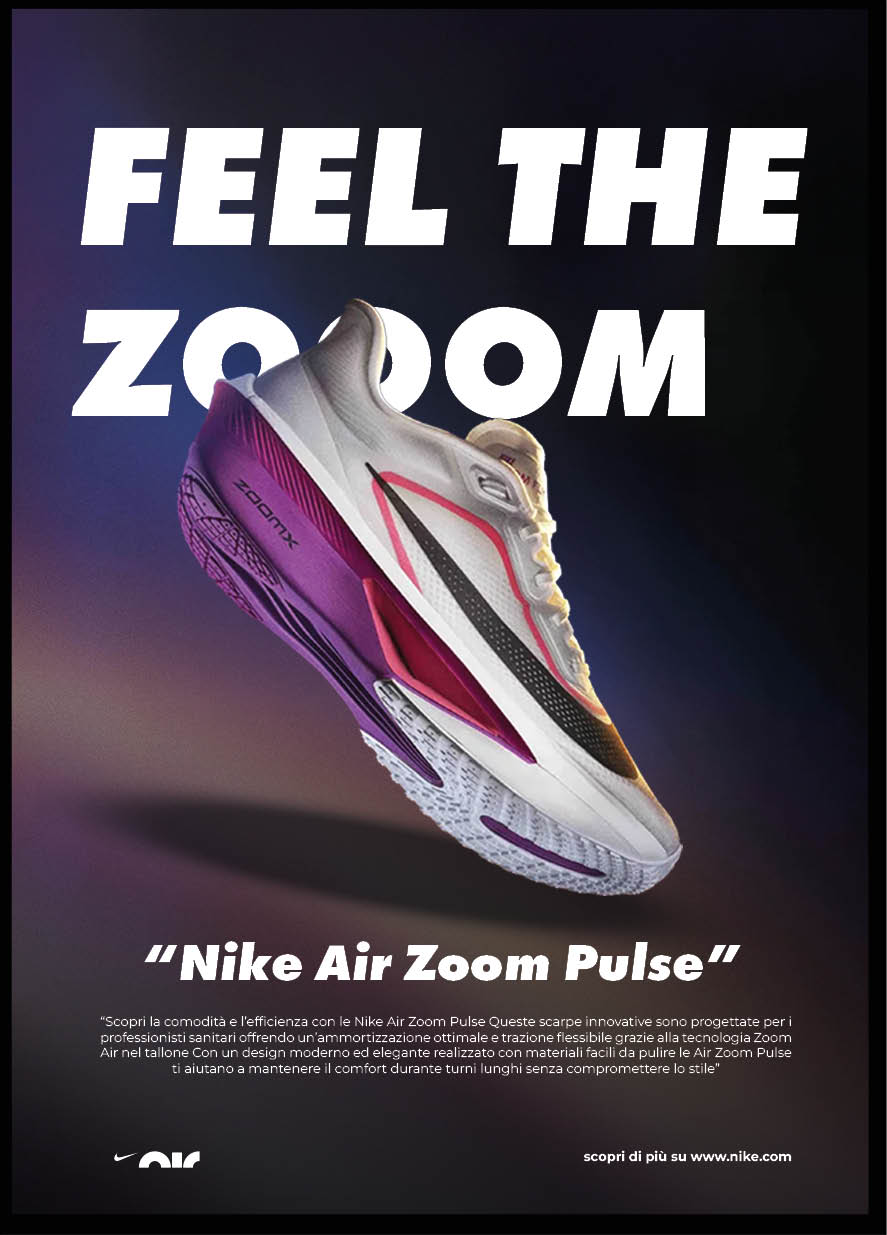 FEEL THE
ZOOOM
ZOOMX
“Nike Air Zoom Pulse”
“Scopri la comodità e l’efficienza con le Nike Air Zoom Pulse Queste scarpe innovative sono progettate per i
professionisti sanitari offrendo un’ammortizzazione ottimale e trazione flessibile grazie alla tecnologia Zoom
Air nel tallone Con un design moderno ed elegante realizzato con materiali facili da pulire le Air Zoom Pulse
ti aiutano a mantenere il comfort durante turni lunghi senza compromettere lo stile”
air
scopri di più su www.nike.com